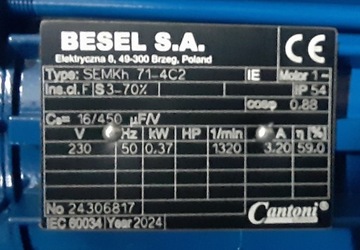 BESEL S.A.
Elektryczna 8, 49-300 Brzeg, Poland
CE
Type: SEMKh 71-4C2 IE Motor 1~
Ins.cl. F S3-70% IP 54
cosφ 0,88
CB= 16/450 μF/V
V Hz kW HP 1/min A η [%]
230 50 0,37 1320 3.20 59.0
No 24306817
IEC 60034 Year 2024
Cantoni®